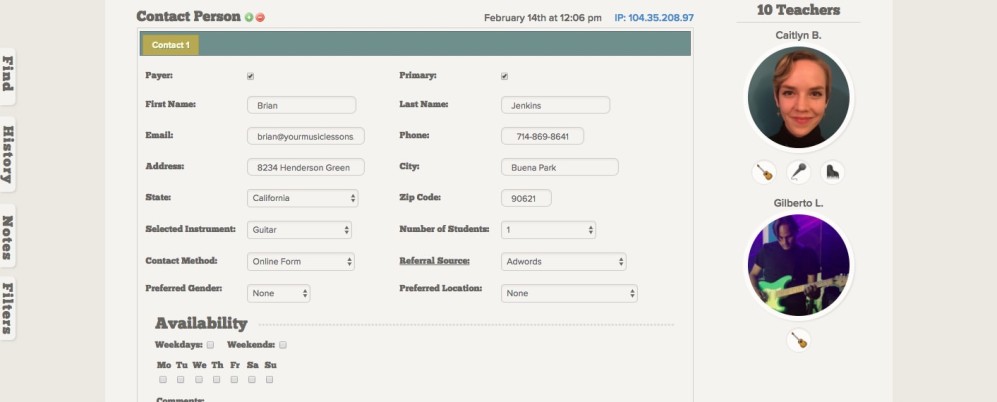 Contact Person
February 14th at 12:06 pm IP: 104.35.208.97
10 Teachers
Contact 1
Caitlyn B.
Payer: Primary:
First Name: Brian Last Name: Jenkins
Email: brian@yourmusiclessons Phone: 714-869-8641
Address: 8234 Henderson Green City: Buena Park
State: California Zip Code: 90621
Selected Instrument: Guitar Number of Students: 1
Contact Method: Online Form Referral Source: Adwords
Preferred Gender: None Preferred Location: None
Gilberto L.
Availability
Weekdays: Weekends:
Mo Tu We Th Fr Sa Su
Comments:
Find
History
Notes
Filters